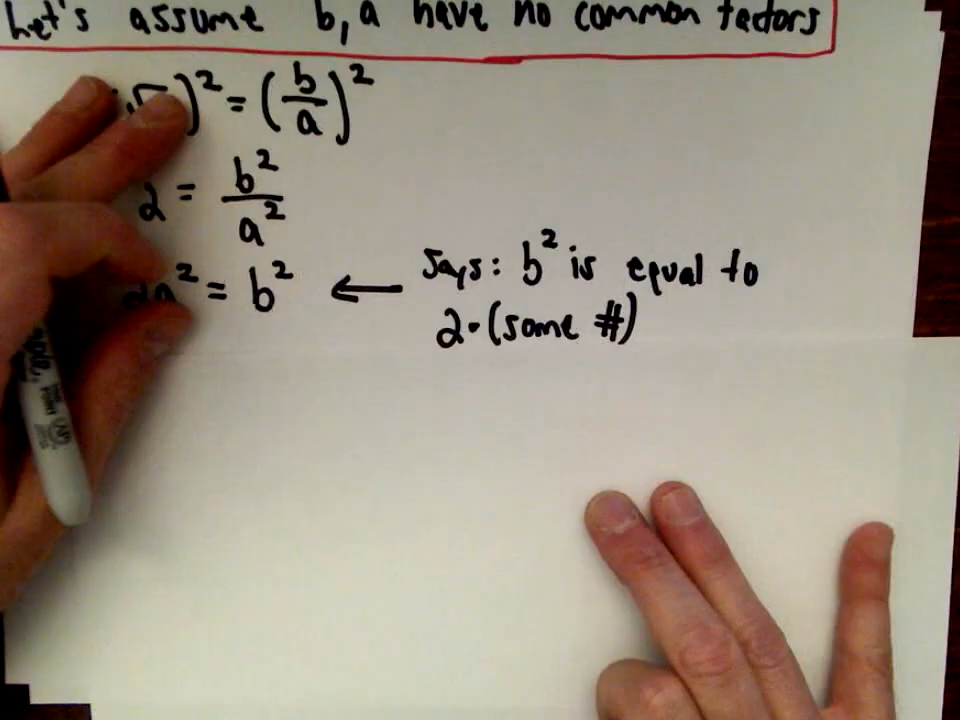 Let's assume b, a have no common factors
)² = (b/a)²
2 = b²/a²
2a² = b² ← Says: b² is equal to
2·(some #)